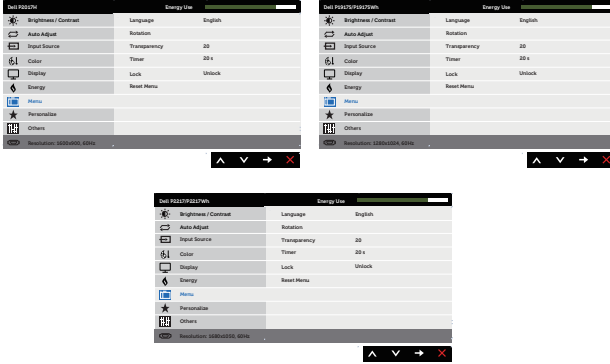 Dell P2017H Energy Use
Brightness / Contrast Language English
Auto Adjust Rotation
Input Source Transparency 20
Color Timer 20 s
Display Lock Unlock
Energy Reset Menu
Menu
Personalize
Others
Resolution: 1600x900, 60Hz
Dell P1917S/P1917SWh Energy Use
Brightness / Contrast Language English
Auto Adjust Rotation
Input Source Transparency 20
Color Timer 20 s
Display Lock Unlock
Energy Reset Menu
Menu
Personalize
Others
Resolution: 1280x1024, 60Hz
Dell P2217/P2217Wh Energy Use
Brightness / Contrast Language English
Auto Adjust Rotation
Input Source Transparency 20
Color Timer 20 s
Display Lock Unlock
Energy Reset Menu
Menu
Personalize
Others
Resolution: 1680x1050, 60Hz